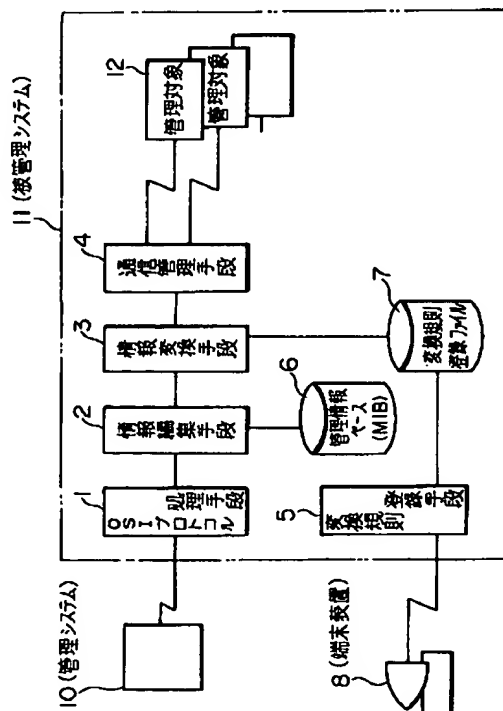 11(被管理システム)
12
管理対象
管理対象
4
通信管理手段
3
情報変換手段
2
情報編集手段
1
OSIプロトコル
処理手段
7
変換規則
登録ファイル
6
管理情報
ベース
(MIB)
5
変換規則
登録手段
10(管理システム)
8(端末装置)